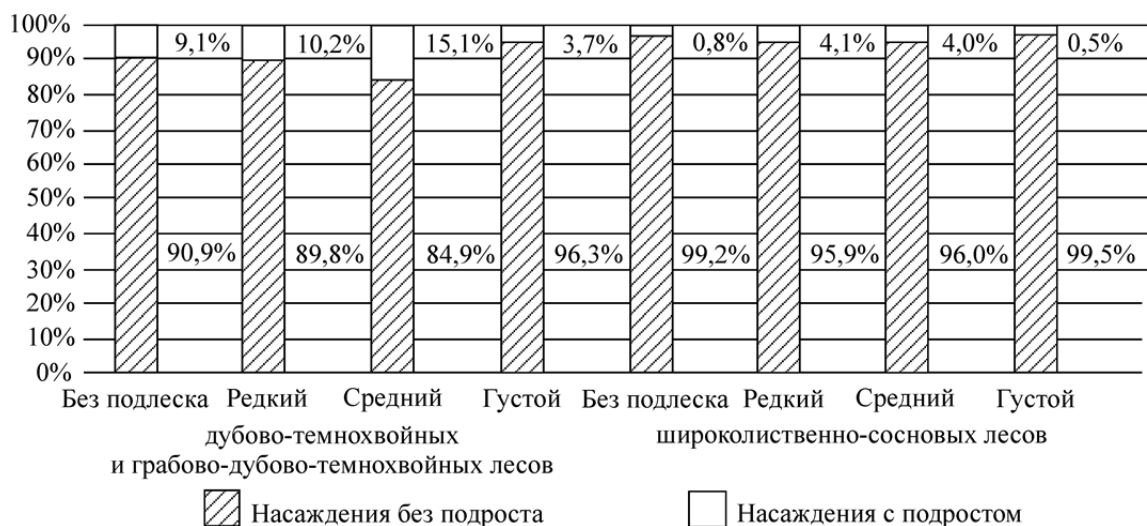 100%
90%
80%
70%
60%
50%
40%
30%
20%
10%
0%
9,1% 10,2% 15,1% 3,7% 0,8% 4,1% 4,0% 0,5%
90,9% 89,8% 84,9% 96,3% 99,2% 95,9% 96,0% 99,5%
Без подлеска Редкий Средний Густой Без подлеска Редкий Средний Густой
дубово-темнохвойных
и грабово-дубово-темнохвойных лесов
широколиственно-сосновых лесов
Насаждения без подроста Насаждения с подростом